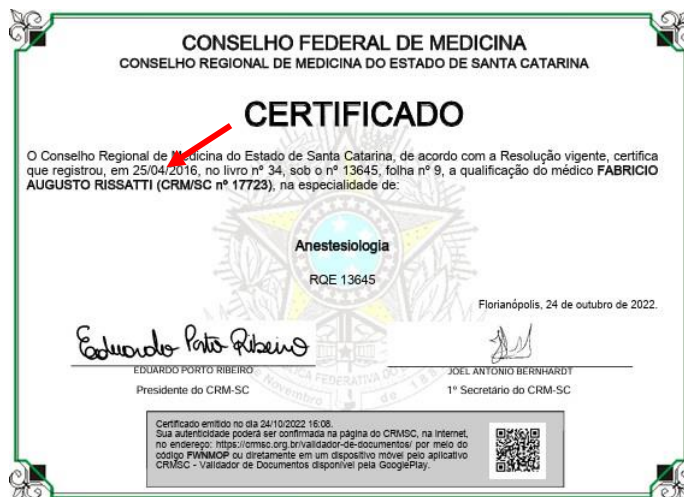 CONSELHO FEDERAL DE MEDICINA
CONSELHO REGIONAL DE MEDICINA DO ESTADO DE SANTA CATARINA
CERTIFICADO
O Conselho Regional de Medicina do Estado de Santa Catarina, de acordo com a Resolução vigente, certifica
que registrou, em 25/04/2016, no livro nº 34, sob o nº 13645, folha nº 9, a qualificação do médico FABRICIO
AUGUSTO RISSATTI (CRM/SC nº 17723), na especialidade de:
Anestesiologia
RQE 13645
Florianópolis, 24 de outubro de 2022.
Eduardo Porto Ribeiro
EDUARDO PORTO RIBEIRO
Presidente do CRM-SC
JOEL ANTONIO BERNHARDT
1º Secretário do CRM-SC
Certificado emitido no dia 24/10/2022 16:08.
Sua autenticidade poderá ser confirmada na página do CRMSC, na Internet,
no endereço: https://crmsc.org.br/validador-de-documentos/ por meio do
código FWNMOP ou diretamente em um dispositivo móvel pelo aplicativo
CRMSC - Validador de Documentos disponível pela GooglePlay.